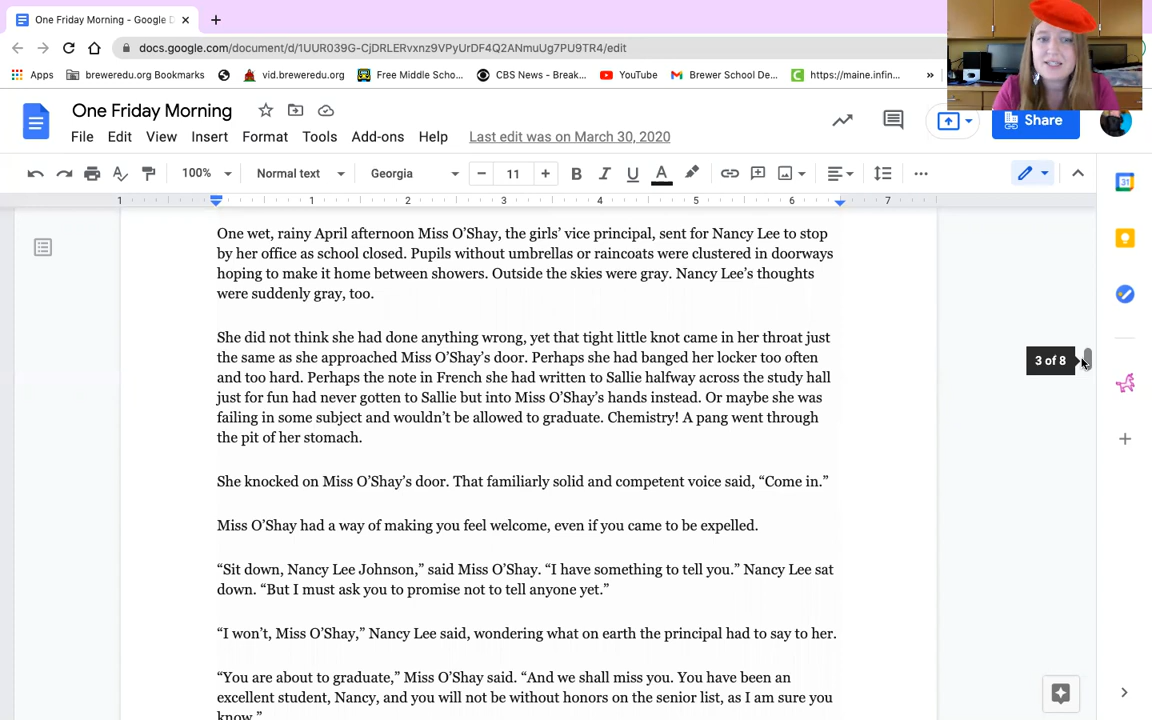 One Friday Morning - Google D
docs.google.com/document/d/1UUR039G-CjDRLERvxnz9VPyUrDF4Q2ANmuUg7PU9TR4/edit
Apps breweredu.org Bookmarks vid.breweredu.org Free Middle Scho... CBS News - Break... YouTube Brewer School De... https://maine.infin... »
One Friday Morning
File Edit View Insert Format Tools Add-ons Help Last edit was on March 30, 2020
Share
100% Normal text Georgia 11 B I U A
1 1 2 3 4 5 6 7
31
One wet, rainy April afternoon Miss O’Shay, the girls’ vice principal, sent for Nancy Lee to stop
by her office as school closed. Pupils without umbrellas or raincoats were clustered in doorways
hoping to make it home between showers. Outside the skies were gray. Nancy Lee’s thoughts
were suddenly gray, too.
She did not think she had done anything wrong, yet that tight little knot came in her throat just
the same as she approached Miss O’Shay’s door. Perhaps she had banged her locker too often
and too hard. Perhaps the note in French she had written to Sallie halfway across the study hall
just for fun had never gotten to Sallie but into Miss O’Shay’s hands instead. Or maybe she was
failing in some subject and wouldn’t be allowed to graduate. Chemistry! A pang went through
the pit of her stomach.
3 of 8
She knocked on Miss O’Shay’s door. That familiarly solid and competent voice said, “Come in.”
Miss O’Shay had a way of making you feel welcome, even if you came to be expelled.
“Sit down, Nancy Lee Johnson,” said Miss O’Shay. “I have something to tell you.” Nancy Lee sat
down. “But I must ask you to promise not to tell anyone yet.”
“I won’t, Miss O’Shay,” Nancy Lee said, wondering what on earth the principal had to say to her.
“You are about to graduate,” Miss O’Shay said. “And we shall miss you. You have been an
excellent student, Nancy, and you will not be without honors on the senior list, as I am sure you
know.”